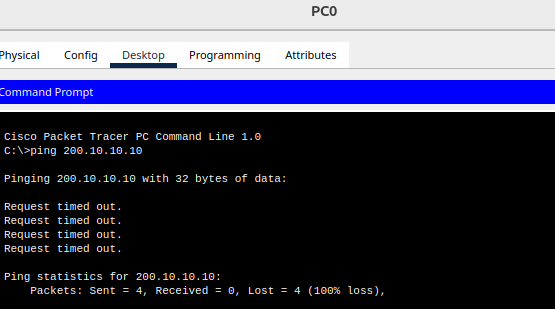 PC0
Physical Config Desktop Programming Attributes
Command Prompt
Cisco Packet Tracer PC Command Line 1.0
C:\>ping 200.10.10.10
Pinging 200.10.10.10 with 32 bytes of data:
Request timed out.
Request timed out.
Request timed out.
Request timed out.
Ping statistics for 200.10.10.10:
    Packets: Sent = 4, Received = 0, Lost = 4 (100% loss),